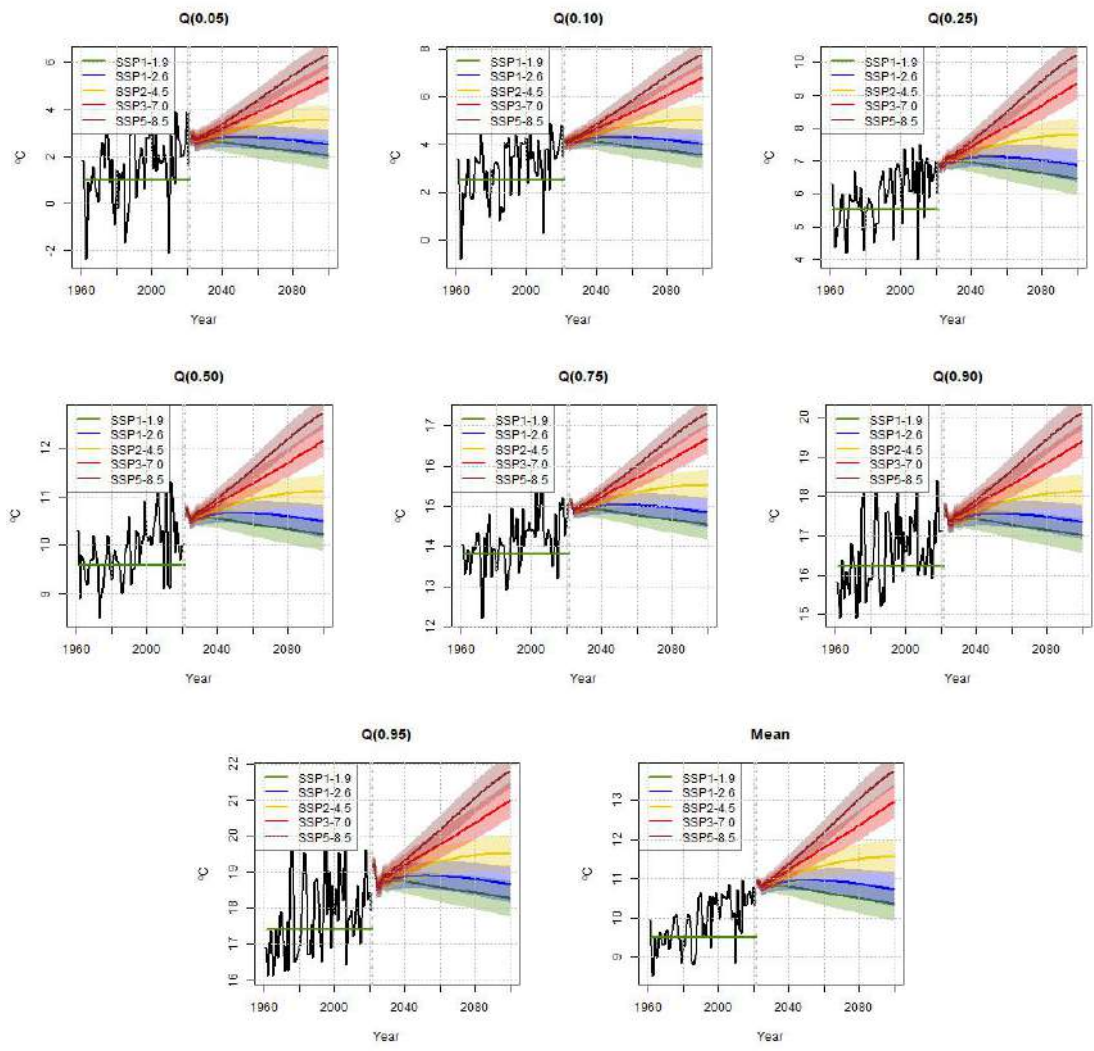 Q(0.05)
SSP1-1.9
SSP1-2.6
SSP2-4.5
SSP3-7.0
SSP5-8.5
ºC
6
4
2
0
-2
1960 2000 2040 2080
Year
Q(0.10)
SSP1-1.9
SSP1-2.6
SSP2-4.5
SSP3-7.0
SSP5-8.5
ºC
8
6
4
2
0
1960 2000 2040 2080
Year
Q(0.25)
SSP1-1.9
SSP1-2.6
SSP2-4.5
SSP3-7.0
SSP5-8.5
ºC
10
9
8
7
6
5
4
1960 2000 2040 2080
Year
Q(0.50)
SSP1-1.9
SSP1-2.6
SSP2-4.5
SSP3-7.0
SSP5-8.5
ºC
12
11
10
9
1960 2000 2040 2080
Year
Q(0.75)
SSP1-1.9
SSP1-2.6
SSP2-4.5
SSP3-7.0
SSP5-8.5
ºC
17
16
15
14
13
12
1960 2000 2040 2080
Year
Q(0.90)
SSP1-1.9
SSP1-2.6
SSP2-4.5
SSP3-7.0
SSP5-8.5
ºC
20
19
18
17
16
15
1960 2000 2040 2080
Year
Q(0.95)
SSP1-1.9
SSP1-2.6
SSP2-4.5
SSP3-7.0
SSP5-8.5
ºC
22
21
20
19
18
17
16
1960 2000 2040 2080
Year
Mean
SSP1-1.9
SSP1-2.6
SSP2-4.5
SSP3-7.0
SSP5-8.5
ºC
13
12
11
10
9
1960 2000 2040 2080
Year